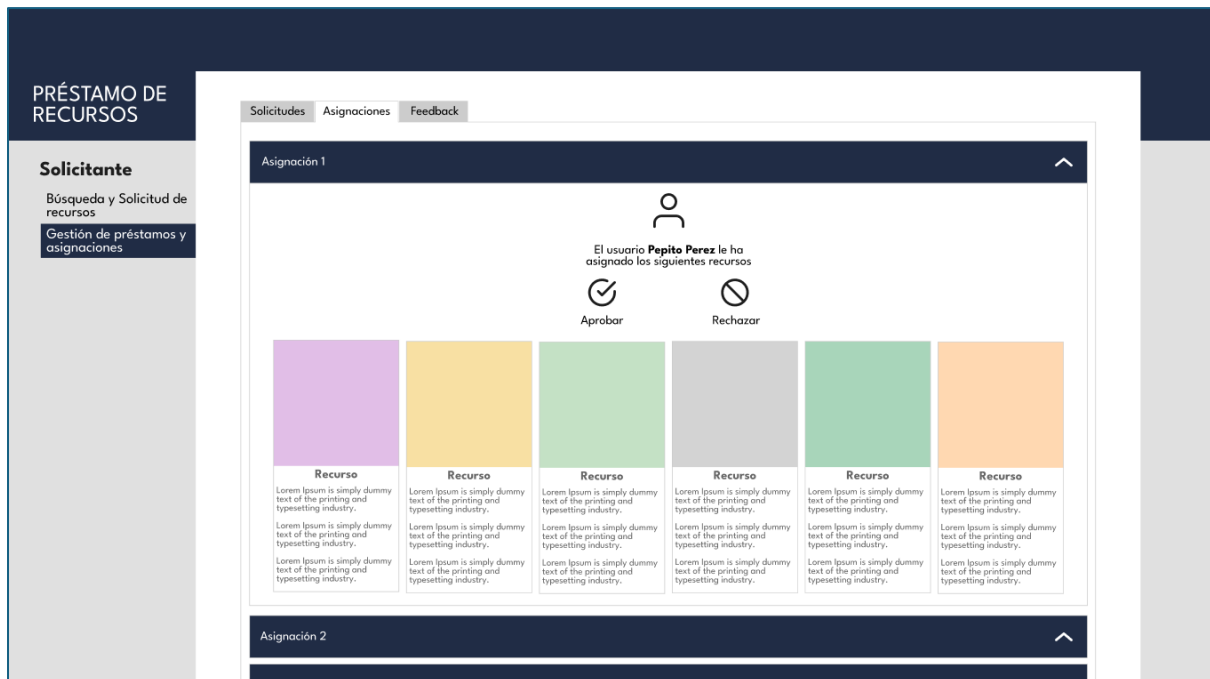 PRÉSTAMO DE
RECURSOS
Solicitante
Búsqueda y Solicitud de
recursos
Gestión de préstamos y
asignaciones
Solicitudes
Asignaciones
Feedback
Asignación 1
El usuario Pepito Perez le ha
asignado los siguientes recursos
Aprobar
Rechazar
Recurso
Lorem Ipsum is simply dummy
text of the printing and
typesetting industry.
Lorem Ipsum is simply dummy
text of the printing and
typesetting industry.
Lorem Ipsum is simply dummy
text of the printing and
typesetting industry.
Recurso
Lorem Ipsum is simply dummy
text of the printing and
typesetting industry.
Lorem Ipsum is simply dummy
text of the printing and
typesetting industry.
Lorem Ipsum is simply dummy
text of the printing and
typesetting industry.
Recurso
Lorem Ipsum is simply dummy
text of the printing and
typesetting industry.
Lorem Ipsum is simply dummy
text of the printing and
typesetting industry.
Lorem Ipsum is simply dummy
text of the printing and
typesetting industry.
Recurso
Lorem Ipsum is simply dummy
text of the printing and
typesetting industry.
Lorem Ipsum is simply dummy
text of the printing and
typesetting industry.
Lorem Ipsum is simply dummy
text of the printing and
typesetting industry.
Recurso
Lorem Ipsum is simply dummy
text of the printing and
typesetting industry.
Lorem Ipsum is simply dummy
text of the printing and
typesetting industry.
Lorem Ipsum is simply dummy
text of the printing and
typesetting industry.
Recurso
Lorem Ipsum is simply dummy
text of the printing and
typesetting industry.
Lorem Ipsum is simply dummy
text of the printing and
typesetting industry.
Lorem Ipsum is simply dummy
text of the printing and
typesetting industry.
Asignación 2